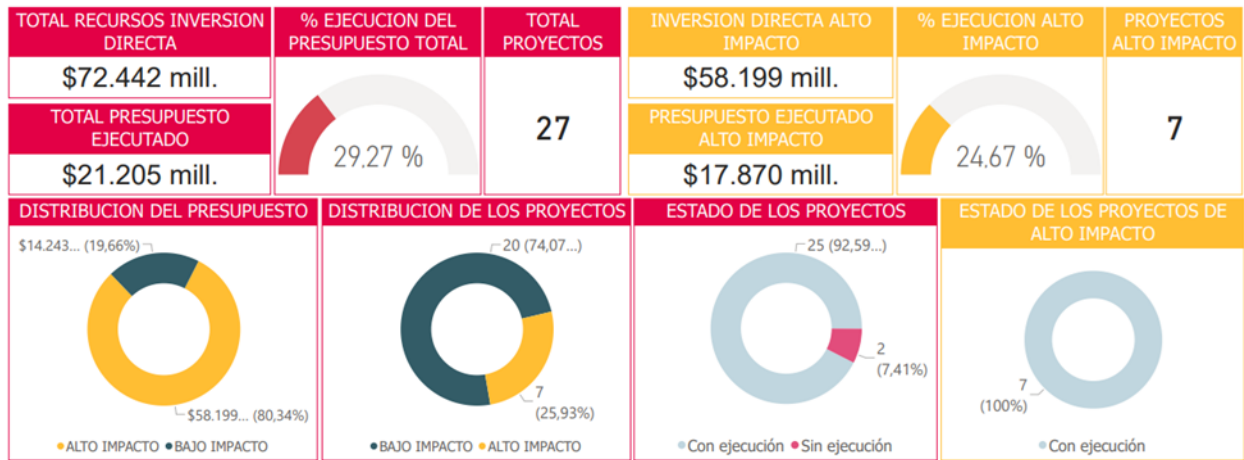 TOTAL RECURSOS INVERSION
DIRECTA
$72.442 mill.
TOTAL PRESUPUESTO
EJECUTADO
$21.205 mill.
% EJECUCION DEL
PRESUPUESTO TOTAL
29,27 %
TOTAL
PROYECTOS
27
INVERSION DIRECTA ALTO
IMPACTO
$58.199 mill.
PRESUPUESTO EJECUTADO
ALTO IMPACTO
$17.870 mill.
% EJECUCION ALTO
IMPACTO
24,67 %
PROYECTOS
ALTO IMPACTO
7
DISTRIBUCION DEL PRESUPUESTO
$14.243... (19,66%)
$58.199... (80,34%)
ALTO IMPACTO BAJO IMPACTO
DISTRIBUCION DE LOS PROYECTOS
20 (74,07...)
7
(25,93%)
BAJO IMPACTO ALTO IMPACTO
ESTADO DE LOS PROYECTOS
25 (92,59...)
2
(7,41%)
Con ejecución Sin ejecución
ESTADO DE LOS PROYECTOS DE
ALTO IMPACTO
7
(100%)
Con ejecución